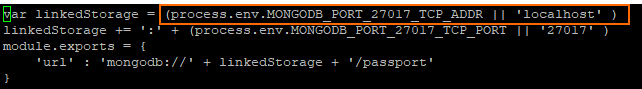 var linkedStorage = (process.env.MONGODB_PORT_27017_TCP_ADDR || 'localhost' )
linkedStorage += ':' + (process.env.MONGODB_PORT_27017_TCP_PORT || '27017' )
module.exports = {
    'url' : 'mongodb://' + linkedStorage + '/passport'
}